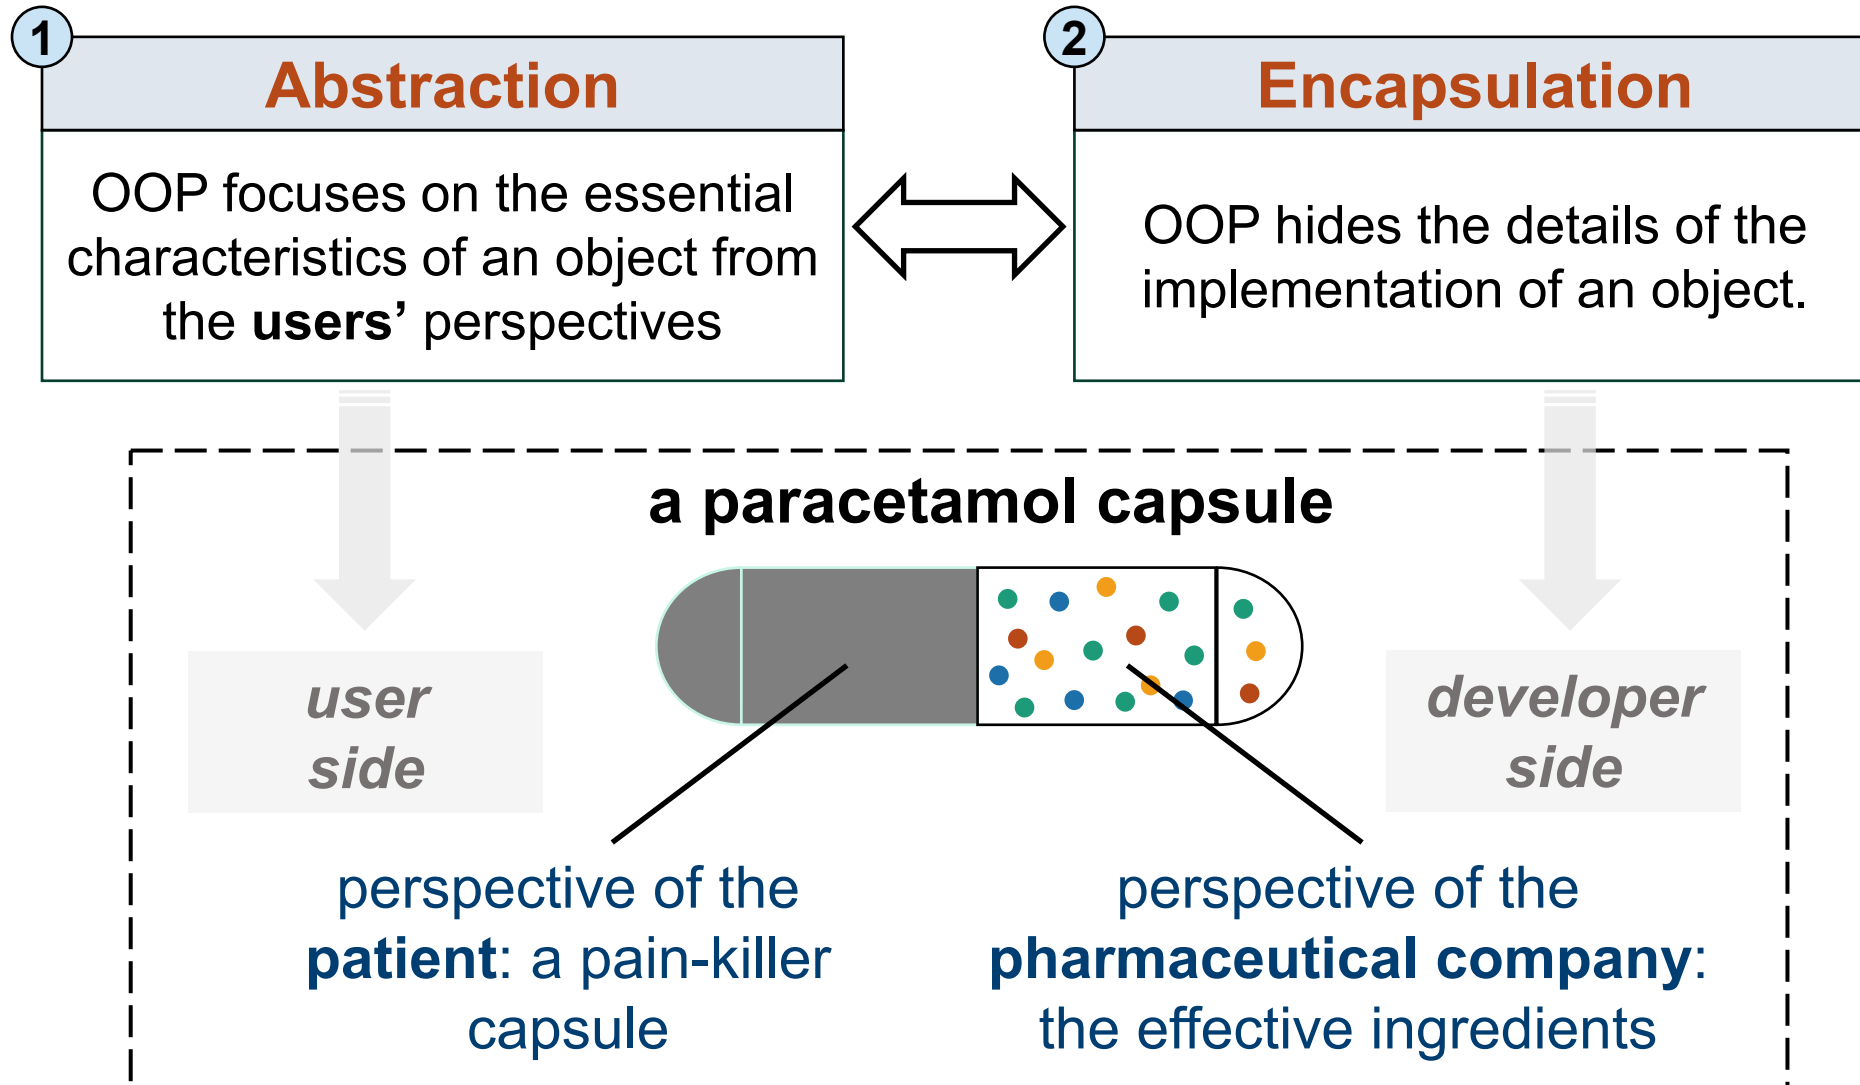 1
Abstraction
OOP focuses on the essential
characteristics of an object from
the users’ perspectives
2
Encapsulation
OOP hides the details of the
implementation of an object.
a paracetamol capsule
user
side
developer
side
perspective of the
patient: a pain-killer
capsule
perspective of the
pharmaceutical company:
the effective ingredients